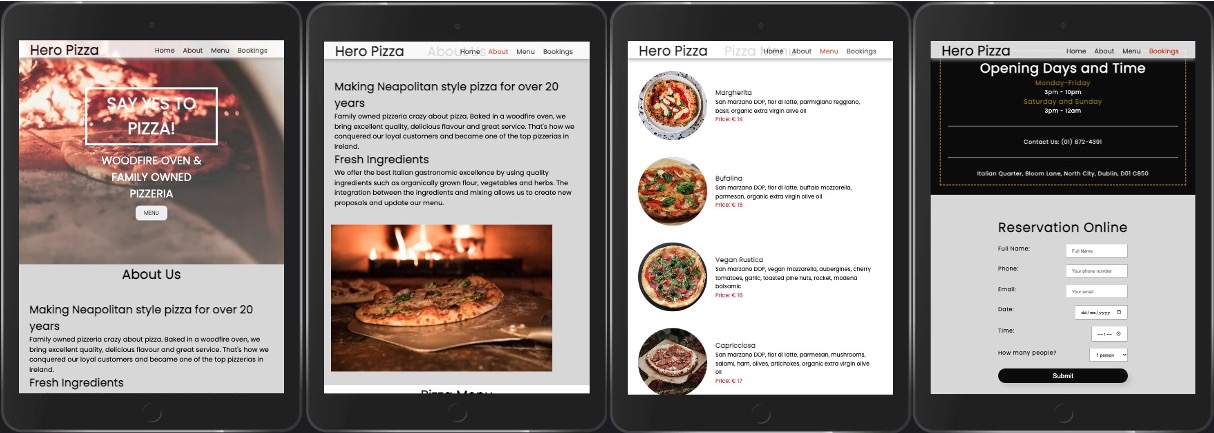 Hero Pizza
Home About Menu Bookings
SAY YES TO
PIZZA!
WOODFIRE OVEN &
FAMILY OWNED
PIZZERIA
MENU
About Us
Making Neapolitan style pizza for over 20
years
Family owned pizzeria crazy about pizza. Baked in a woodfire oven, we
bring excellent quality, delicious flavour and great service. That's how we
conquered our loyal customers and became one of the top pizzerias in
Ireland.
Fresh Ingredients
Hero Pizza
About Us
Home About Menu Bookings
Making Neapolitan style pizza for over 20
years
Family owned pizzeria crazy about pizza. Baked in a woodfire oven, we
bring excellent quality, delicious flavour and great service. That's how we
conquered our loyal customers and became one of the top pizzerias in
Ireland.
Fresh Ingredients
We offer the best Italian gastronomic excellence by using quality
ingredients such as organically grown flour, vegetables and herbs. The
integration between the ingredients and mixing allows us to create new
proposals and update our menu.
Pizza Menu
Hero Pizza
Pizza Menu
Home About Menu Bookings
Margherita
San marzano DOP, fior di latte, parmigiano reggiano,
basil, organic extra virgin olive oil
Price: € 14
Bufalina
San marzano DOP, fior di latte, buffalo mozzarella,
parmesan, organic extra virgin olive oil
Vegan Rustica
San marzano DOP, vegan mozzarella, aubergines, cherry
tomatoes, garlic, toasted pine nuts, rocket, modena
balsamic
Price: € 16
Capricciosa
San marzano DOP, fior di latte, parmesan, mushrooms,
salami, ham, olives, artichokes, organic extra virgin olive
oil
Price: € 17
Hero Pizza
Home About Menu Bookings
Opening Days and Time
Monday-Friday
3pm - 10pm
Saturday and Sunday
3pm - 12am
Contact Us: (01) 872-4391
Italian Quarter, Bloom Lane, North City, Dublin, D01 C850
Reservation Online
Full Name: Full Name
Phone: Your phone number
Email: Your email
Date: dd/mm/yyyy
Time: --:--
How many people? 1 person
Submit